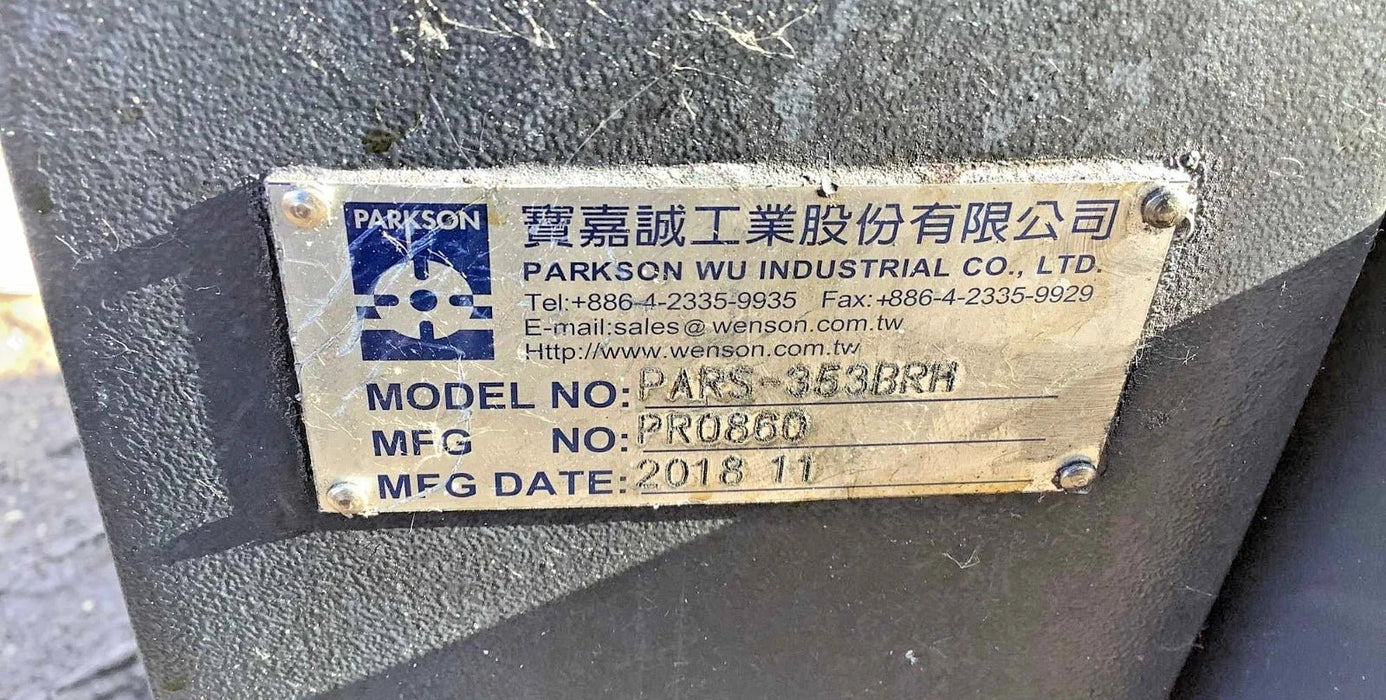 PARKSON
寶嘉誠工業股份有限公司
PARKSON WU INDUSTRIAL CO., LTD.
Tel:+886-4-2335-9935 Fax:+886-4-2335-9929
E-mail:sales@wenson.com.tw
Http://www.wenson.com.tw
MODEL NO: PARS-353BRH
MFG NO: PR0860
MFG DATE: 2018 11